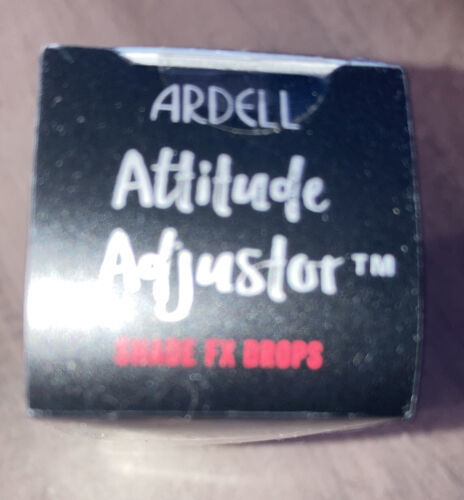 ARDELL
Attitude
Adjustor™
SHADE FX DROPS